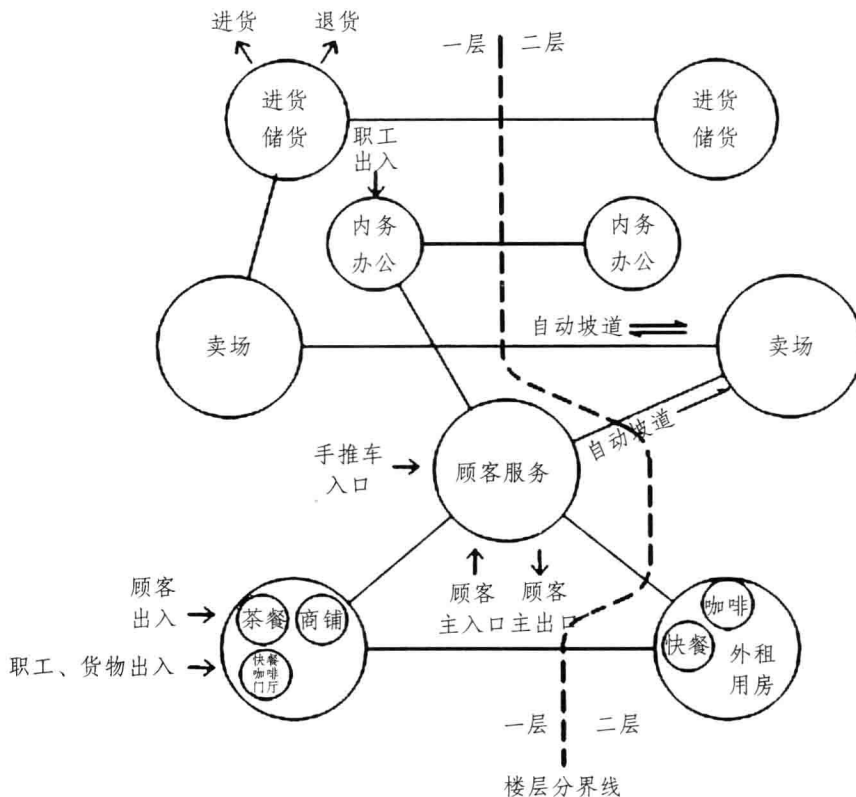 进货 退货
一层 二层
进货
储货
进货
储货
职工
出入
内务
办公
内务
办公
自动坡道
卖场
卖场
自动坡道
手推车
入口
顾客服务
顾客
出入
顾客
主入口
顾客
主出口
茶餐
商铺
咖啡
职工、货物出入
快餐
咖啡
门厅
快餐
外租
用房
一层 二层
楼层分界线